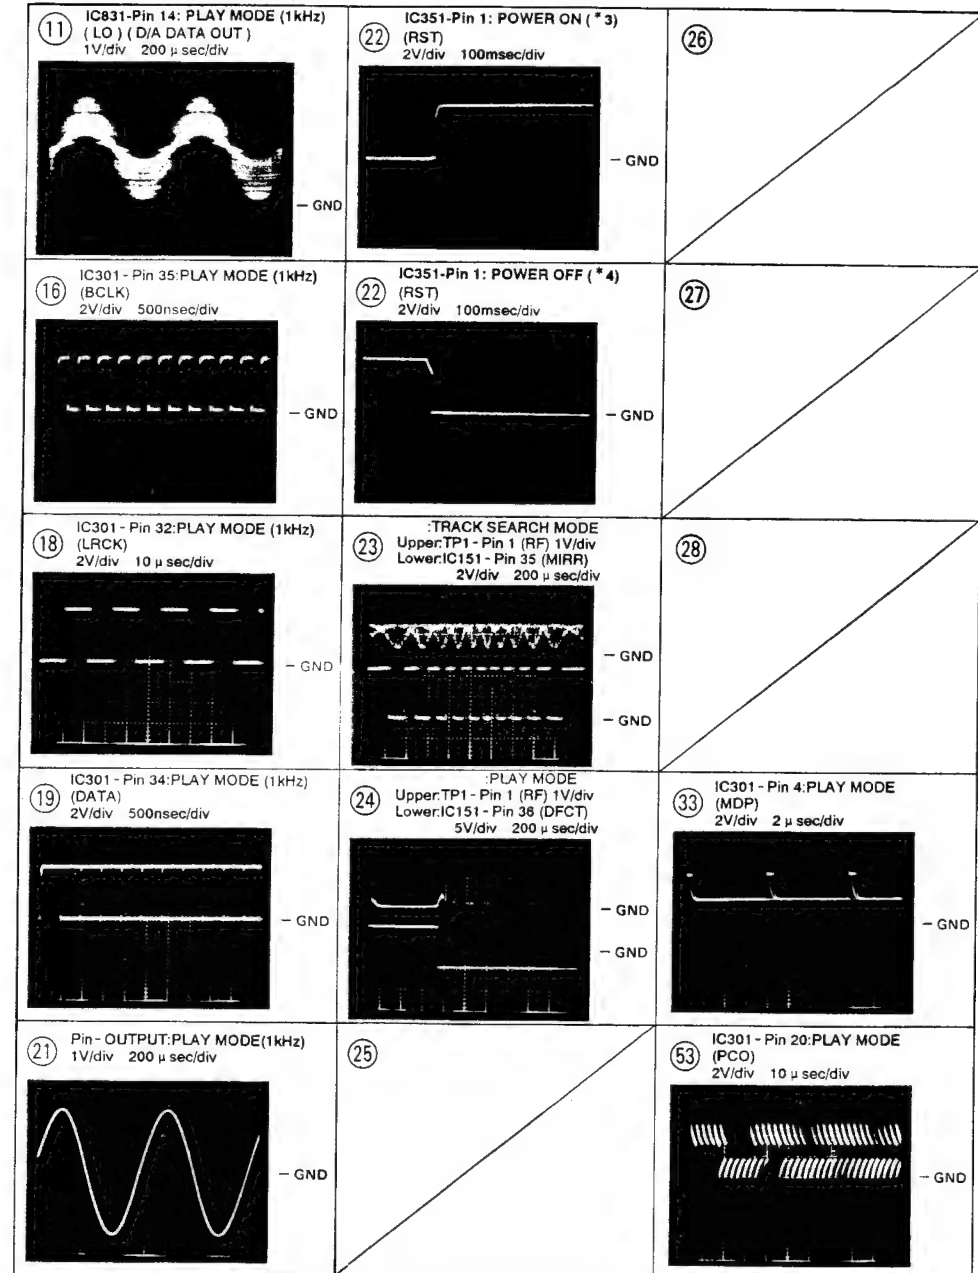 11
IC831-Pin 14: PLAY MODE (1kHz)
( LO ) ( D/A DATA OUT )
1V/div 200 µ sec/div
– GND
22
IC351-Pin 1: POWER ON ( *3)
(RST)
2V/div 100msec/div
– GND
26
16
IC301 - Pin 35:PLAY MODE (1kHz)
(BCLK)
2V/div 500nsec/div
– GND
22
IC351-Pin 1: POWER OFF ( *4)
(RST)
2V/div 100msec/div
– GND
27
18
IC301 - Pin 32:PLAY MODE (1kHz)
(LRCK)
2V/div 10 µ sec/div
– GND
23
:TRACK SEARCH MODE
Upper:TP1 - Pin 1 (RF) 1V/div
Lower:IC151 - Pin 35 (MIRR)
2V/div 200 µ sec/div
– GND
– GND
28
19
IC301 - Pin 34:PLAY MODE (1kHz)
(DATA)
2V/div 500nsec/div
– GND
24
:PLAY MODE
Upper:TP1 - Pin 1 (RF) 1V/div
Lower:IC151 - Pin 36 (DFCT)
5V/div 200 µ sec/div
– GND
– GND
33
IC301 - Pin 4:PLAY MODE
(MDP)
2V/div 2 µ sec/div
– GND
21
Pin - OUTPUT:PLAY MODE(1kHz)
1V/div 200 µ sec/div
– GND
25
53
IC301 - Pin 20:PLAY MODE
(PCO)
2V/div 10 µ sec/div
– GND